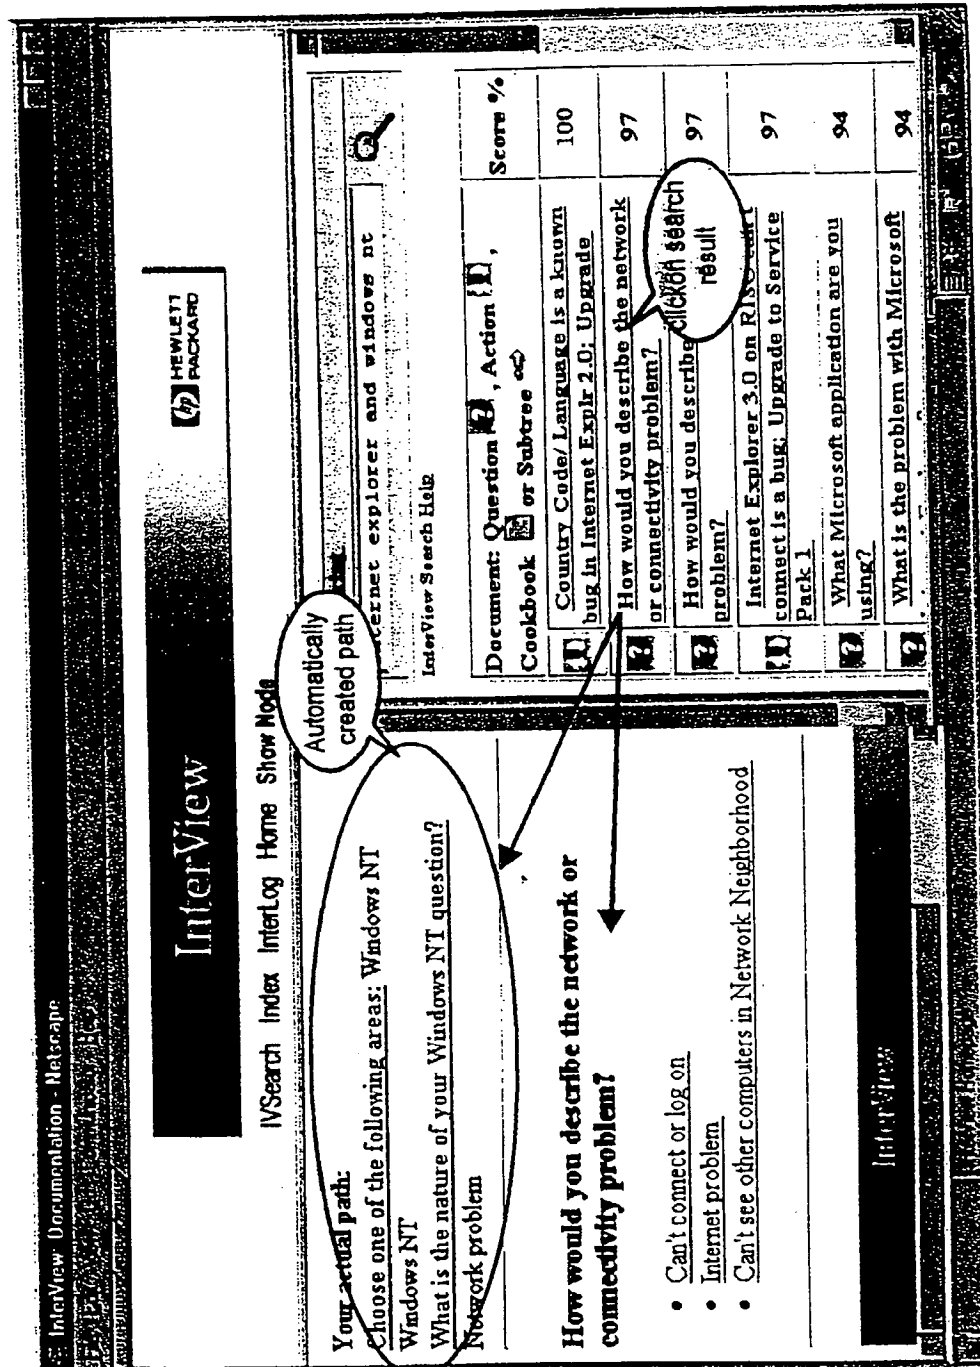 InterView Documentation - Netscape
InterView
hp HEWLETT
PACKARD
IVSearch Index InterLog Home Show Node
Automatically
created path
Your actual path:
Choose one of the following areas: Windows NT
Windows NT
What is the nature of your Windows NT question?
Network problem
How would you describe the network or
connectivity problem?
• Can't connect or log on
• Internet problem
• Can't see other computers in Network Neighborhood
InterView
ternet explorer and windows nt
InterView Search Help
Document: Question ?, Action ,
Cookbook or Subtree
Score %
Country Code/ Language is a known
bug in Internet Explr 2.0; Upgrade
100
? How would you describe the network
or connectivity problem?
97
click on search
result
? How would you describe
problem?
97
Internet Explorer 3.0 on RISC can't
connect is a bug; Upgrade to Service
Pack 1
97
? What Microsoft application are you
using?
94
? What is the problem with Microsoft
94